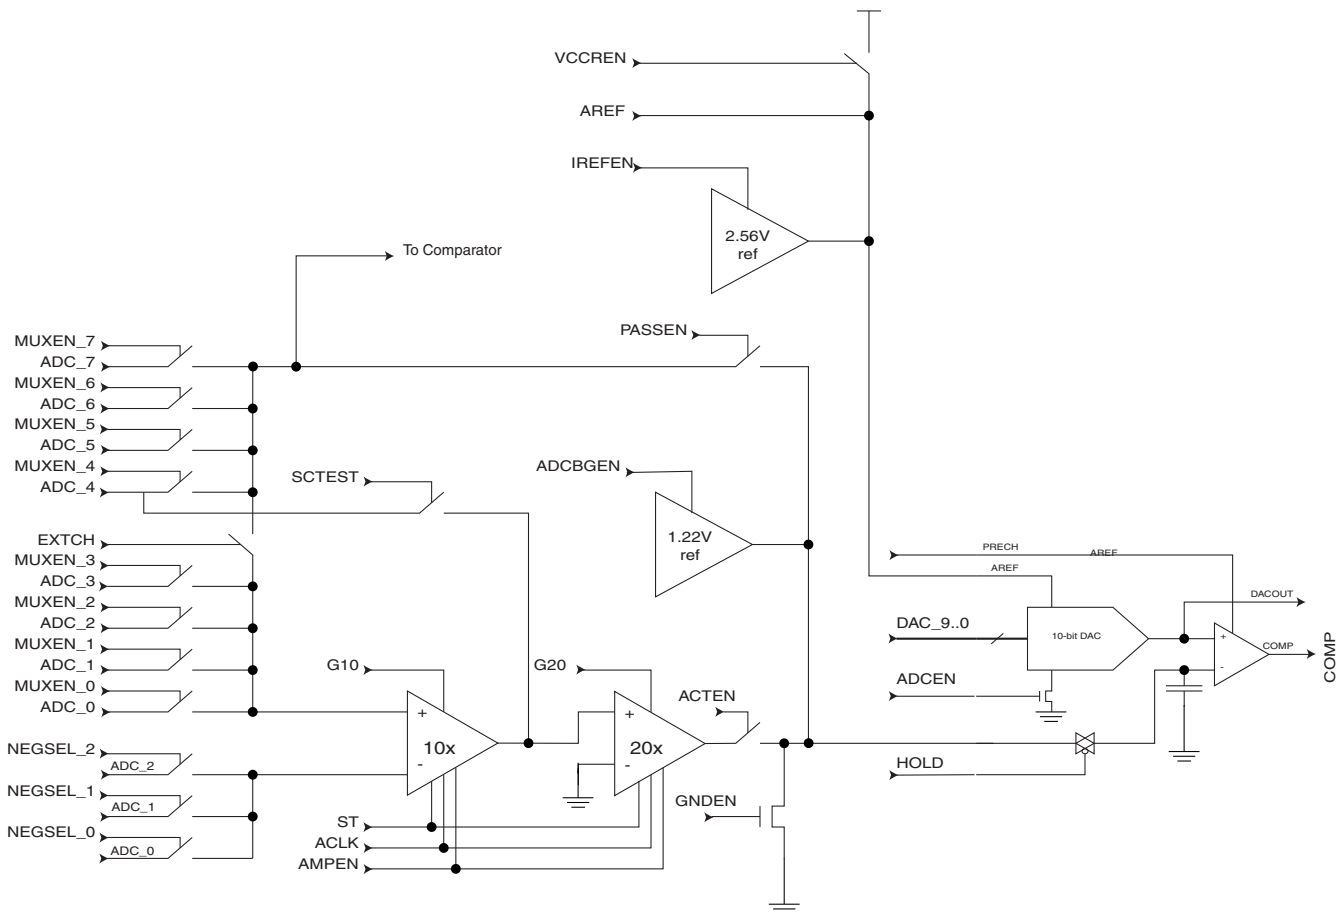 VCCREN
AREF
IREFEN
2.56V
ref
To Comparator
PASSEN
MUXEN_7
ADC_7
MUXEN_6
ADC_6
MUXEN_5
ADC_5
MUXEN_4
ADC_4
SCTEST
ADCBGEN
1.22V
ref
EXTCH
MUXEN_3
ADC_3
MUXEN_2
ADC_2
MUXEN_1
ADC_1
MUXEN_0
ADC_0
PRECH
AREF
AREF
DACOUT
DAC_9..0
10-bit DAC
+
-
COMP
COMP
ADCEN
G10
G20
ACTEN
+
10x
-
+
20x
-
HOLD
NEGSEL_2
ADC_2
NEGSEL_1
ADC_1
NEGSEL_0
ADC_0
GNDEN
ST
ACLK
AMPEN